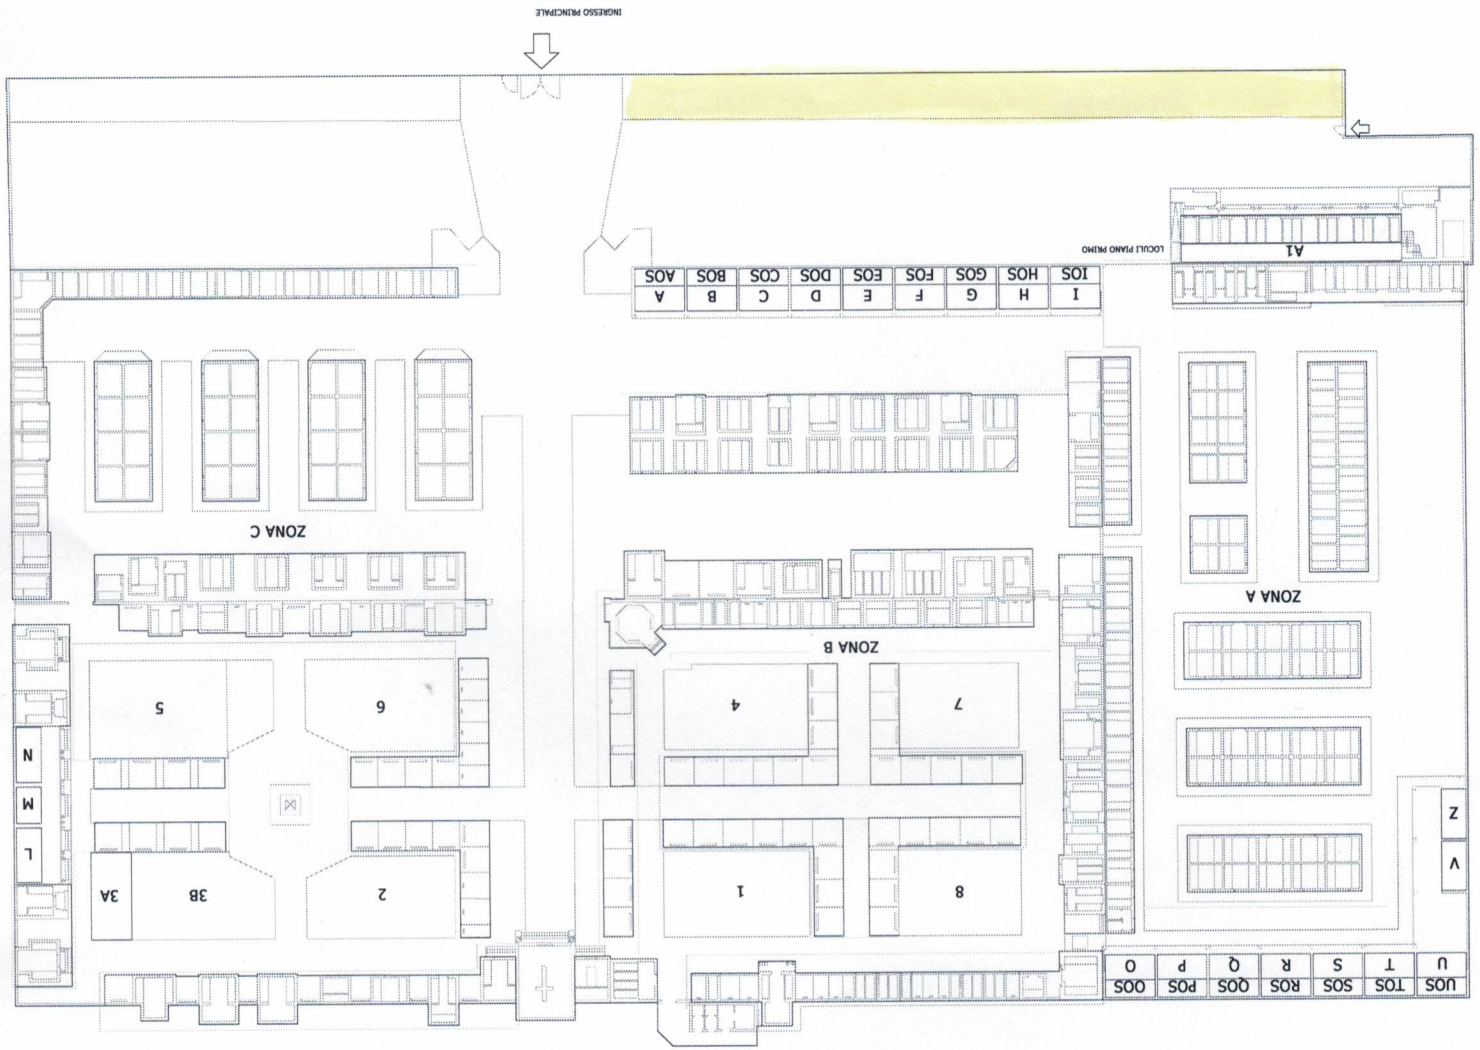 UOS TOS SOS ROS QOS POS OOS
U T S R Q P O
8 1 2 3B 3A
V
L
Z
M
N
7 4 6 5
ZONA B
ZONA A
ZONA C
I H G F E D C B A
IOS HOS GOS FOS EOS DOS COS BOS AOS
A1
LOCULI PIANO PRIMO
INGRESSO PRINCIPALE